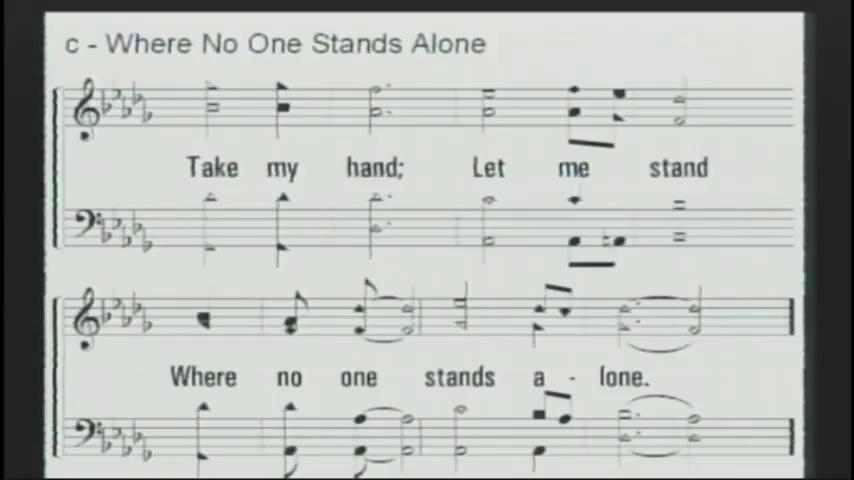 c - Where No One Stands Alone
Take my hand; Let me stand
Where no one stands a - lone.